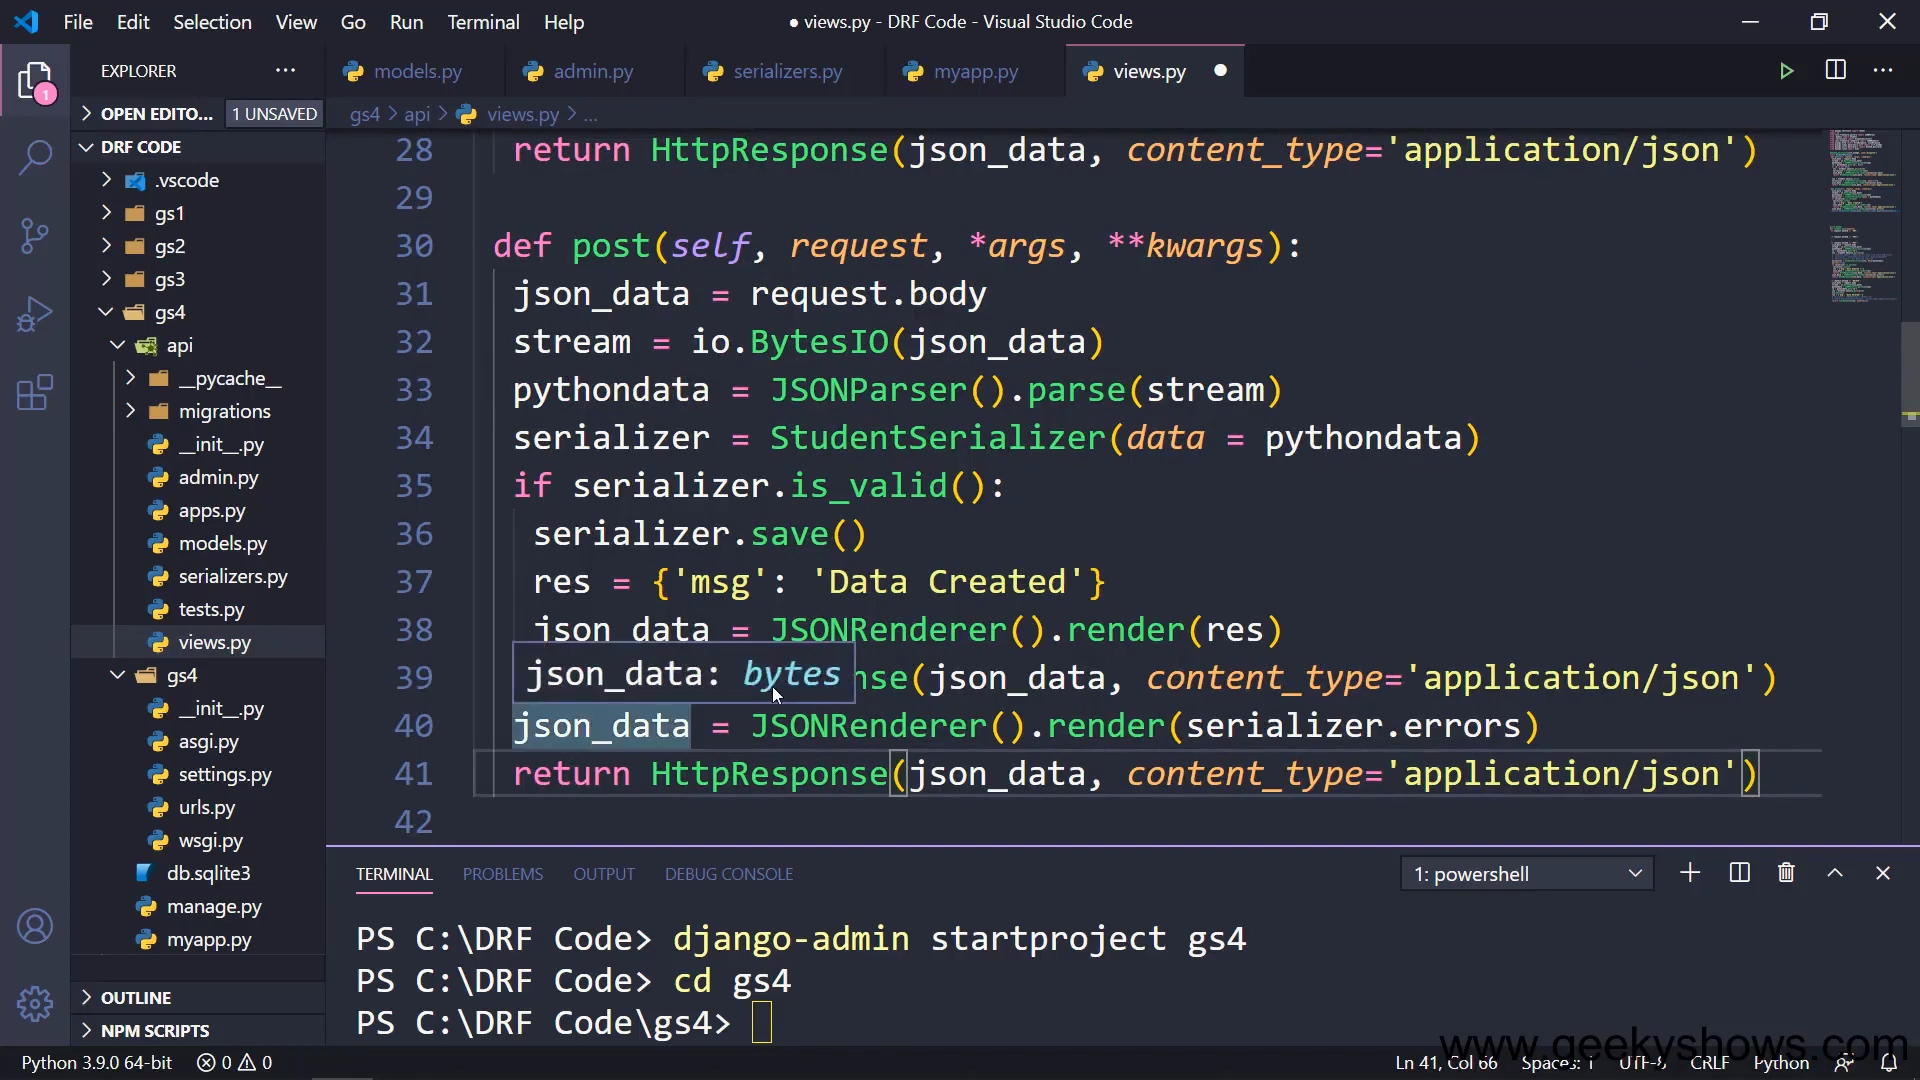 File Edit Selection View Go Run Terminal Help
● views.py - DRF Code - Visual Studio Code
EXPLORER ...
models.py admin.py serializers.py myapp.py views.py ●
OPEN EDITO... 1 UNSAVED
gs4 > api > views.py > ...
DRF CODE
.vscode
gs1
gs2
gs3
gs4
api
__pycache__
migrations
__init__.py
admin.py
apps.py
models.py
serializers.py
tests.py
views.py
gs4
__init__.py
asgi.py
settings.py
urls.py
wsgi.py
db.sqlite3
manage.py
myapp.py
OUTLINE
NPM SCRIPTS
1
28 return HttpResponse(json_data, content_type='application/json')
29
30 def post(self, request, *args, **kwargs):
31 json_data = request.body
32 stream = io.BytesIO(json_data)
33 pythondata = JSONParser().parse(stream)
34 serializer = StudentSerializer(data = pythondata)
35 if serializer.is_valid():
36 serializer.save()
37 res = {'msg': 'Data Created'}
38 json_data = JSONRenderer().render(res)
json_data: bytes
39 nse(json_data, content_type='application/json')
40 json_data = JSONRenderer().render(serializer.errors)
41 return HttpResponse(json_data, content_type='application/json')
42
TERMINAL PROBLEMS OUTPUT DEBUG CONSOLE
1: powershell
PS C:\DRF Code> django-admin startproject gs4
PS C:\DRF Code> cd gs4
PS C:\DRF Code\gs4>
www.geekyshows.com
Python 3.9.0 64-bit 0 0
Ln 41, Col 66 Spaces: 1 UTF-8 CRLF Python